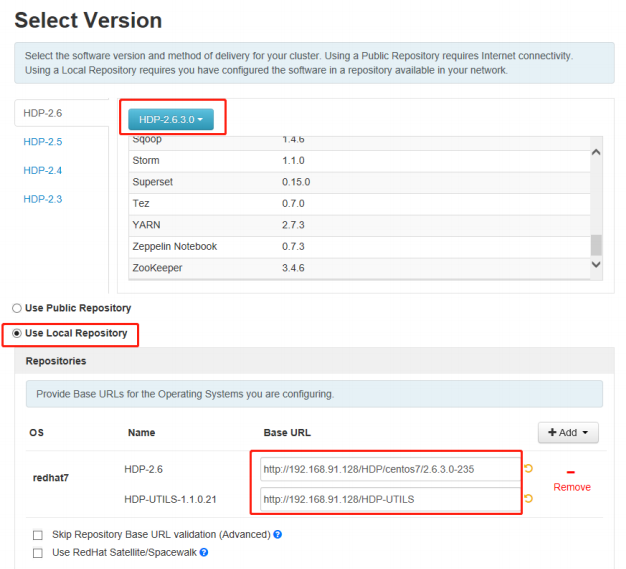 Select Version
Select the software version and method of delivery for your cluster. Using a Public Repository requires Internet connectivity.
Using a Local Repository requires you have configured the software in a repository available in your network.
HDP-2.6
HDP-2.5
HDP-2.4
HDP-2.3
HDP-2.6.3.0
Sqoop 1.4.6
Storm 1.1.0
Superset 0.15.0
Tez 0.7.0
YARN 2.7.3
Zeppelin Notebook 0.7.3
ZooKeeper 3.4.6
Use Public Repository
Use Local Repository
Repositories
Provide Base URLs for the Operating Systems you are configuring.
OS Name Base URL + Add
redhat7
HDP-2.6 http://192.168.91.128/HDP/centos7/2.6.3.0-235
HDP-UTILS-1.1.0.21 http://192.168.91.128/HDP-UTILS
Remove
Skip Repository Base URL validation (Advanced) ?
Use RedHat Satellite/Spacewalk ?